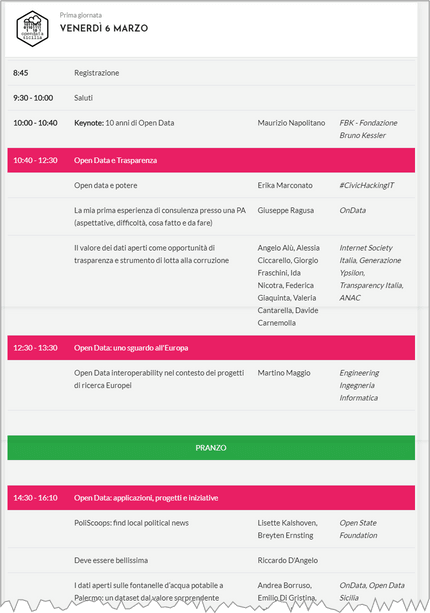 Prima giornata
VENERDÌ 6 MARZO
8:45 Registrazione
9:30 - 10:00 Saluti
10:00 - 10:40 Keynote: 10 anni di Open Data Maurizio Napolitano FBK - Fondazione
Bruno Kessler
10:40 - 12:30 Open Data e Trasparenza
Open data e potere Erika Marconato #CivicHackingIT
La mia prima esperienza di consulenza presso una PA Giuseppe Ragusa OnData
(aspettative, difficoltà, cosa fatto e da fare)
Il valore dei dati aperti come opportunità di Angelo Alù, Alessia Internet Society
trasparenza e strumento di lotta alla corruzione Ciccarello, Giorgio Italia, Generazione
Fraschini, Ida Ypsilon,
Nicotra, Federica Transparency Italia,
Giaquinta, Valeria ANAC
Cantarella, Davide
Carnemolla
12:30 - 13:30 Open Data: uno sguardo all'Europa
Open Data interoperability nel contesto dei progetti Martino Maggio Engineering
di ricerca Europei Ingegneria
Informatica
PRANZO
14:30 - 16:10 Open Data: applicazioni, progetti e iniziative
PoliScoops: find local political news Lisette Kalshoven, Open State
Breyten Ernsting Foundation
Deve essere bellissima Riccardo D'Angelo
I dati aperti sulle fontanelle d'acqua potabile a Andrea Borruso, OnData, Open Data
Palermo: un dataset dal valore sorprendente Emilio Di Gristina, Sicilia